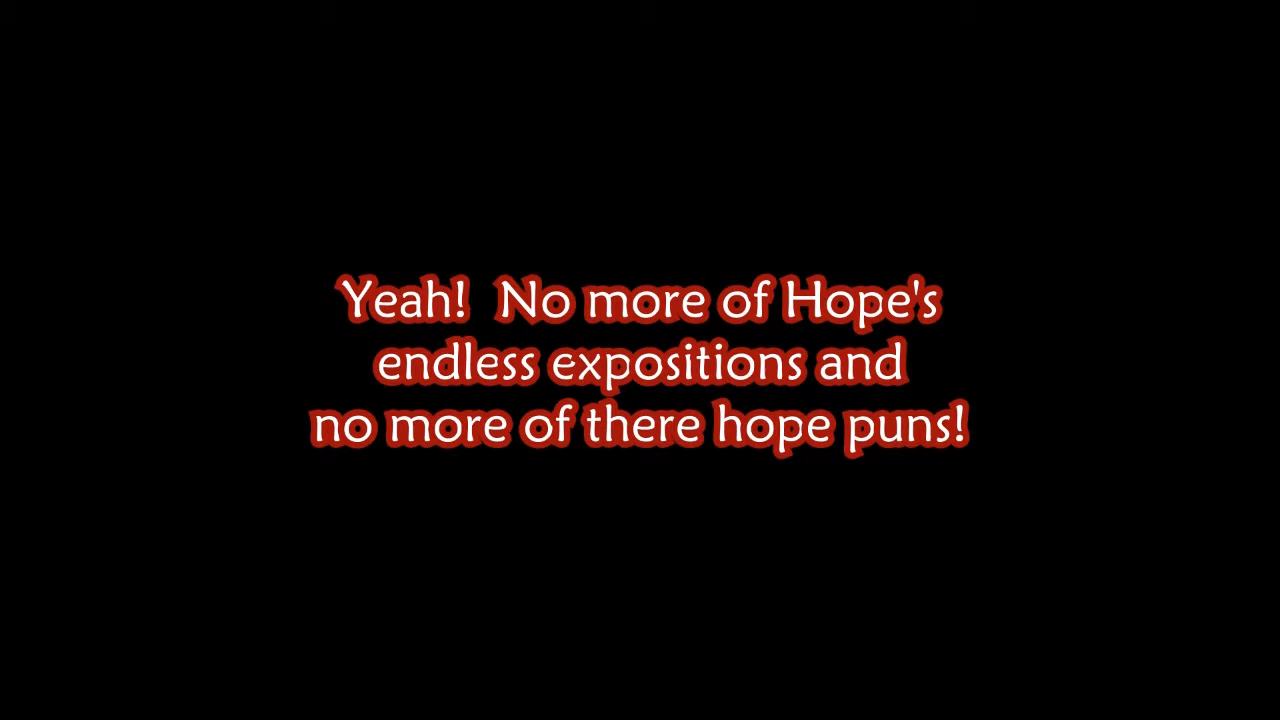 Yeah!  No more of Hope's
endless expositions and
no more of there hope puns!